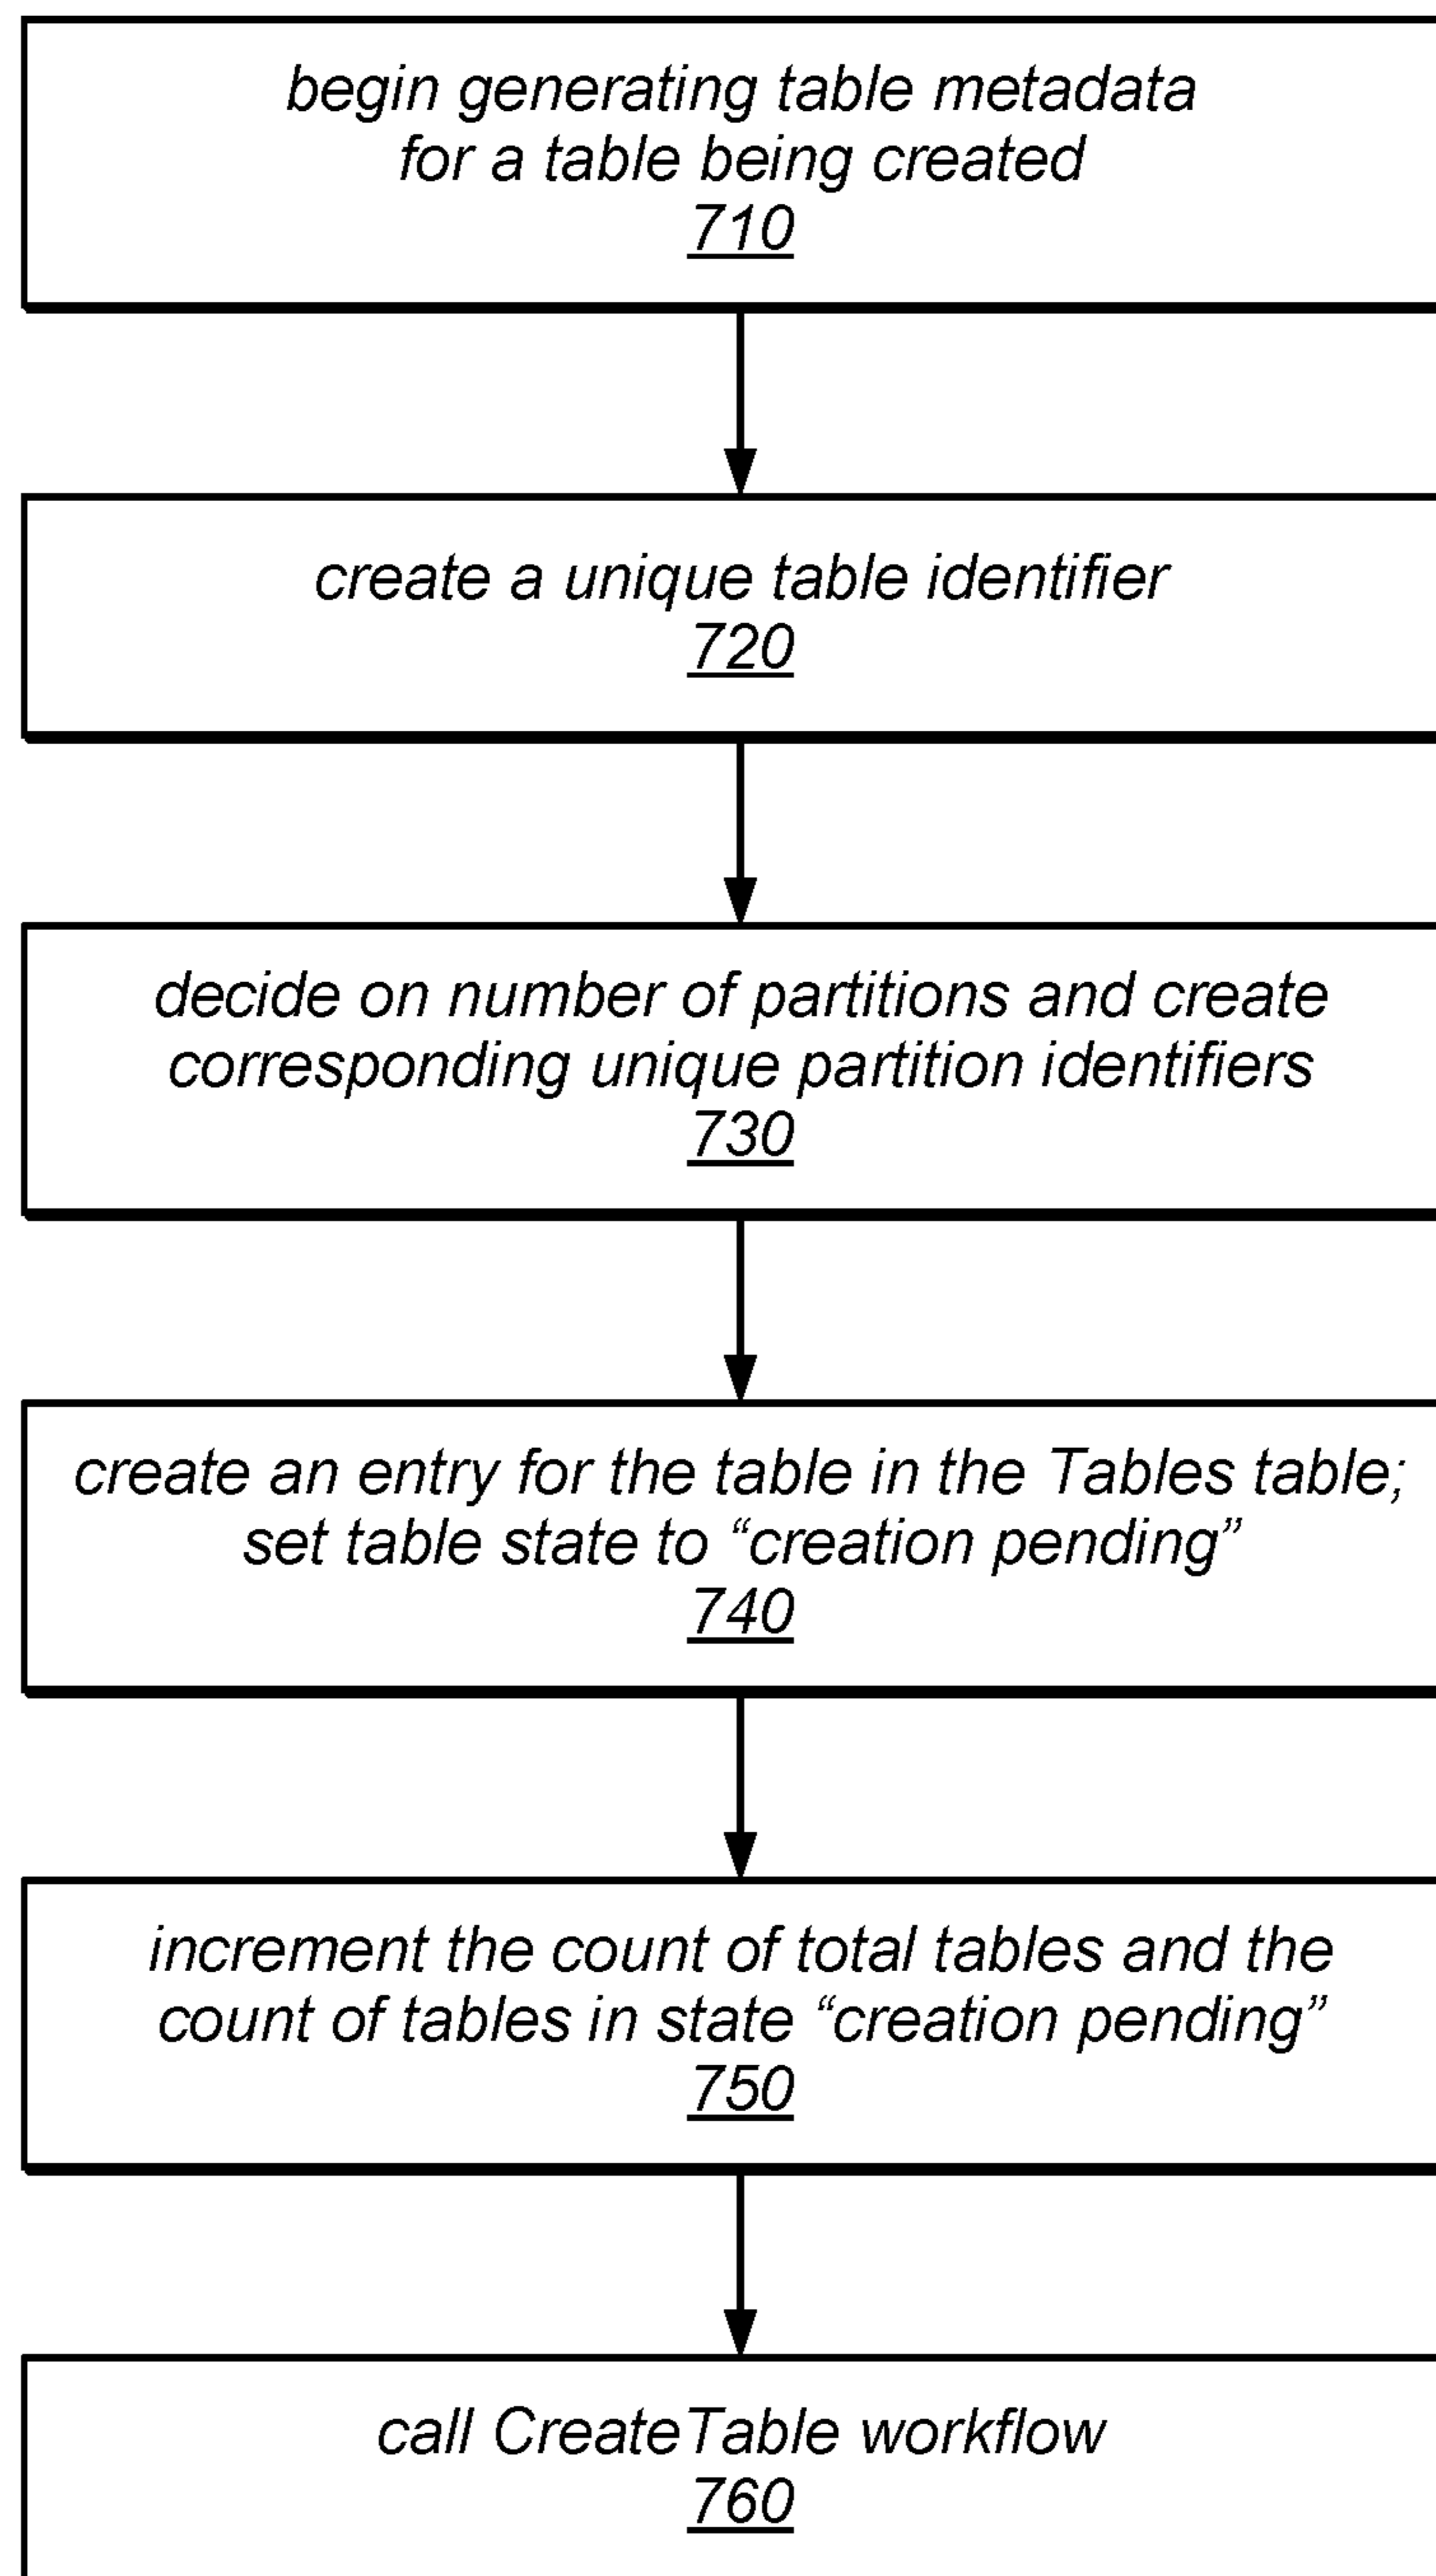 begin generating table metadata
for a table being created
710
create a unique table identifier
720
decide on number of partitions and create
corresponding unique partition identifiers
730
create an entry for the table in the Tables table;
set table state to “creation pending”
740
increment the count of total tables and the
count of tables in state “creation pending”
750
call CreateTable workflow
760